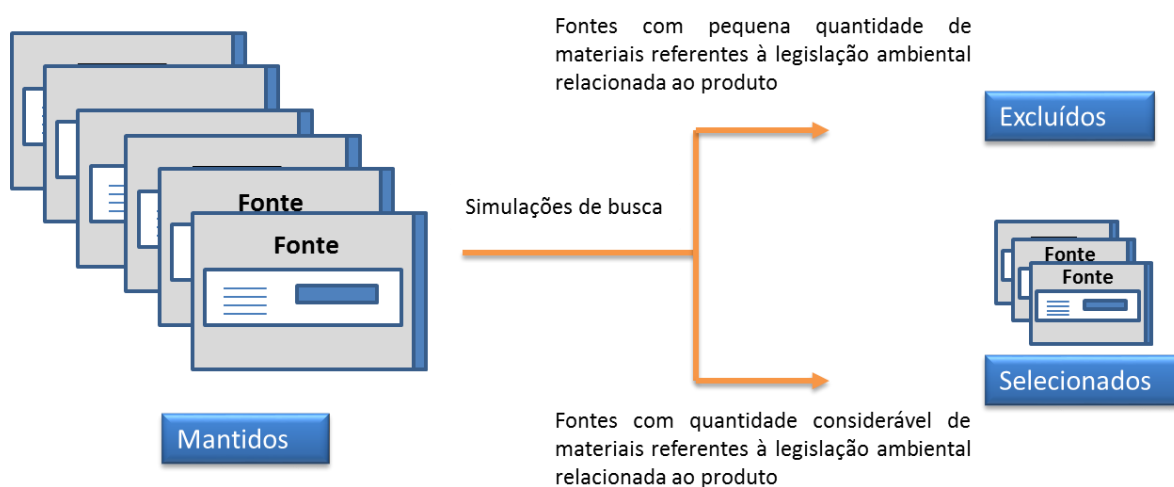 Fontes com pequena quantidade de
materiais referentes à legislação ambiental
relacionada ao produto
Excluídos
Fonte
Fonte
Simulações de busca
Fonte
Fonte
Selecionados
Mantidos
Fontes com quantidade considerável de
materiais referentes à legislação ambiental
relacionada ao produto